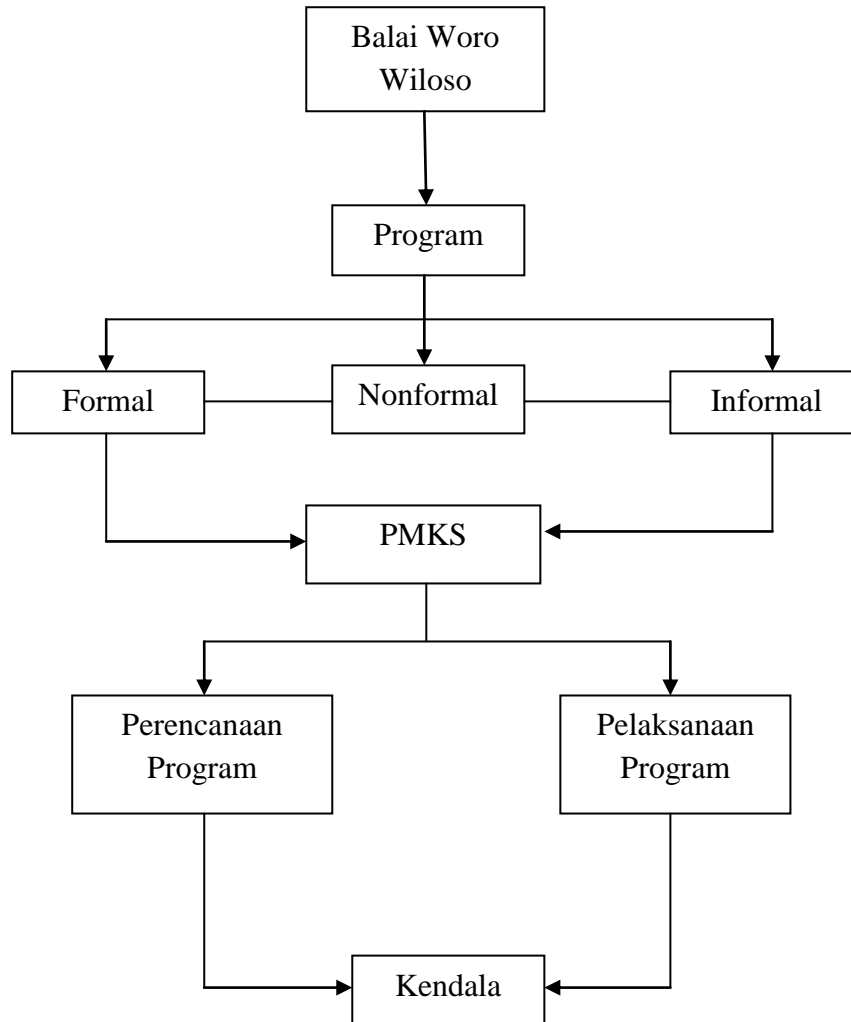 Balai Woro
Wiloso
Program
Formal
Nonformal
Informal
PMKS
Perencanaan
Program
Pelaksanaan
Program
Kendala